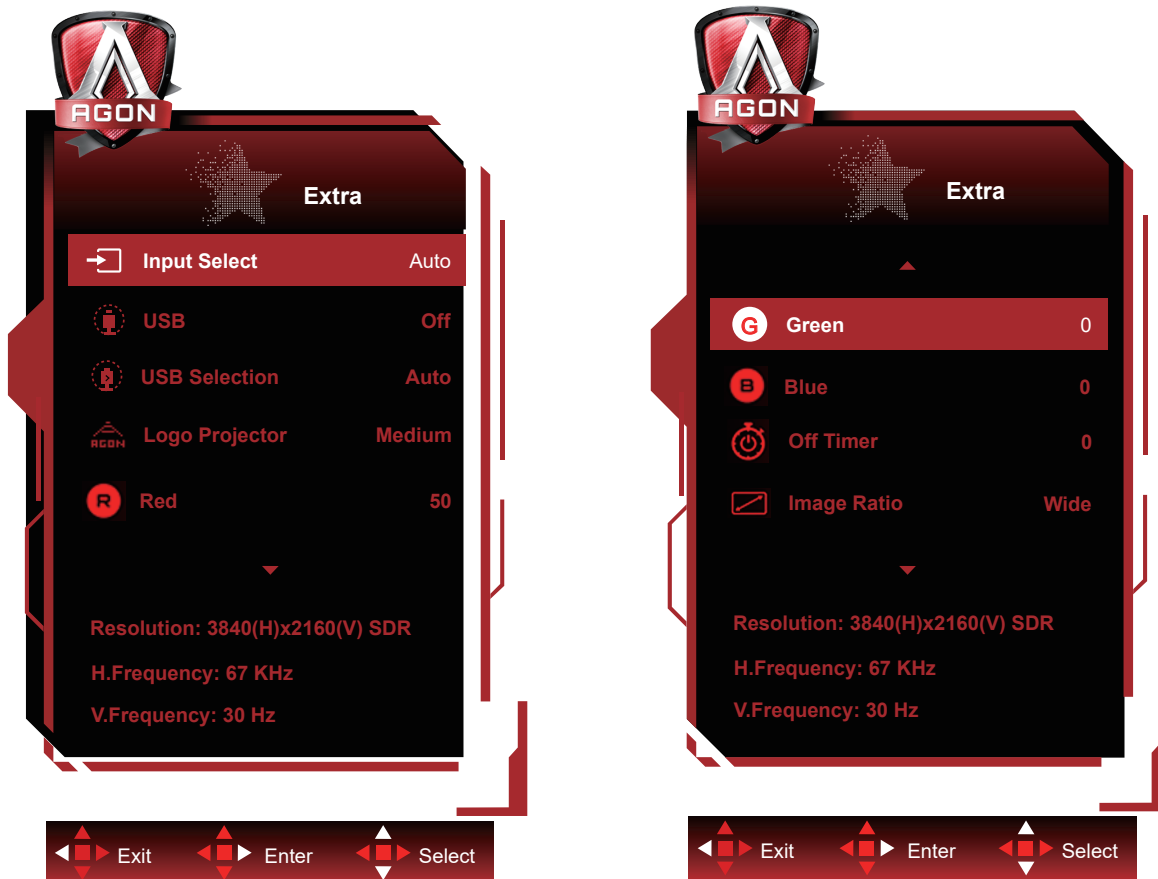 AGON
Extra
Input Select Auto
USB Off
USB Selection Auto
AGON Logo Projector Medium
R Red 50
Resolution: 3840(H)x2160(V) SDR
H.Frequency: 67 KHz
V.Frequency: 30 Hz
Exit Enter Select
AGON
Extra
G Green 0
B Blue 0
Off Timer 0
Image Ratio Wide
Resolution: 3840(H)x2160(V) SDR
H.Frequency: 67 KHz
V.Frequency: 30 Hz
Exit Enter Select